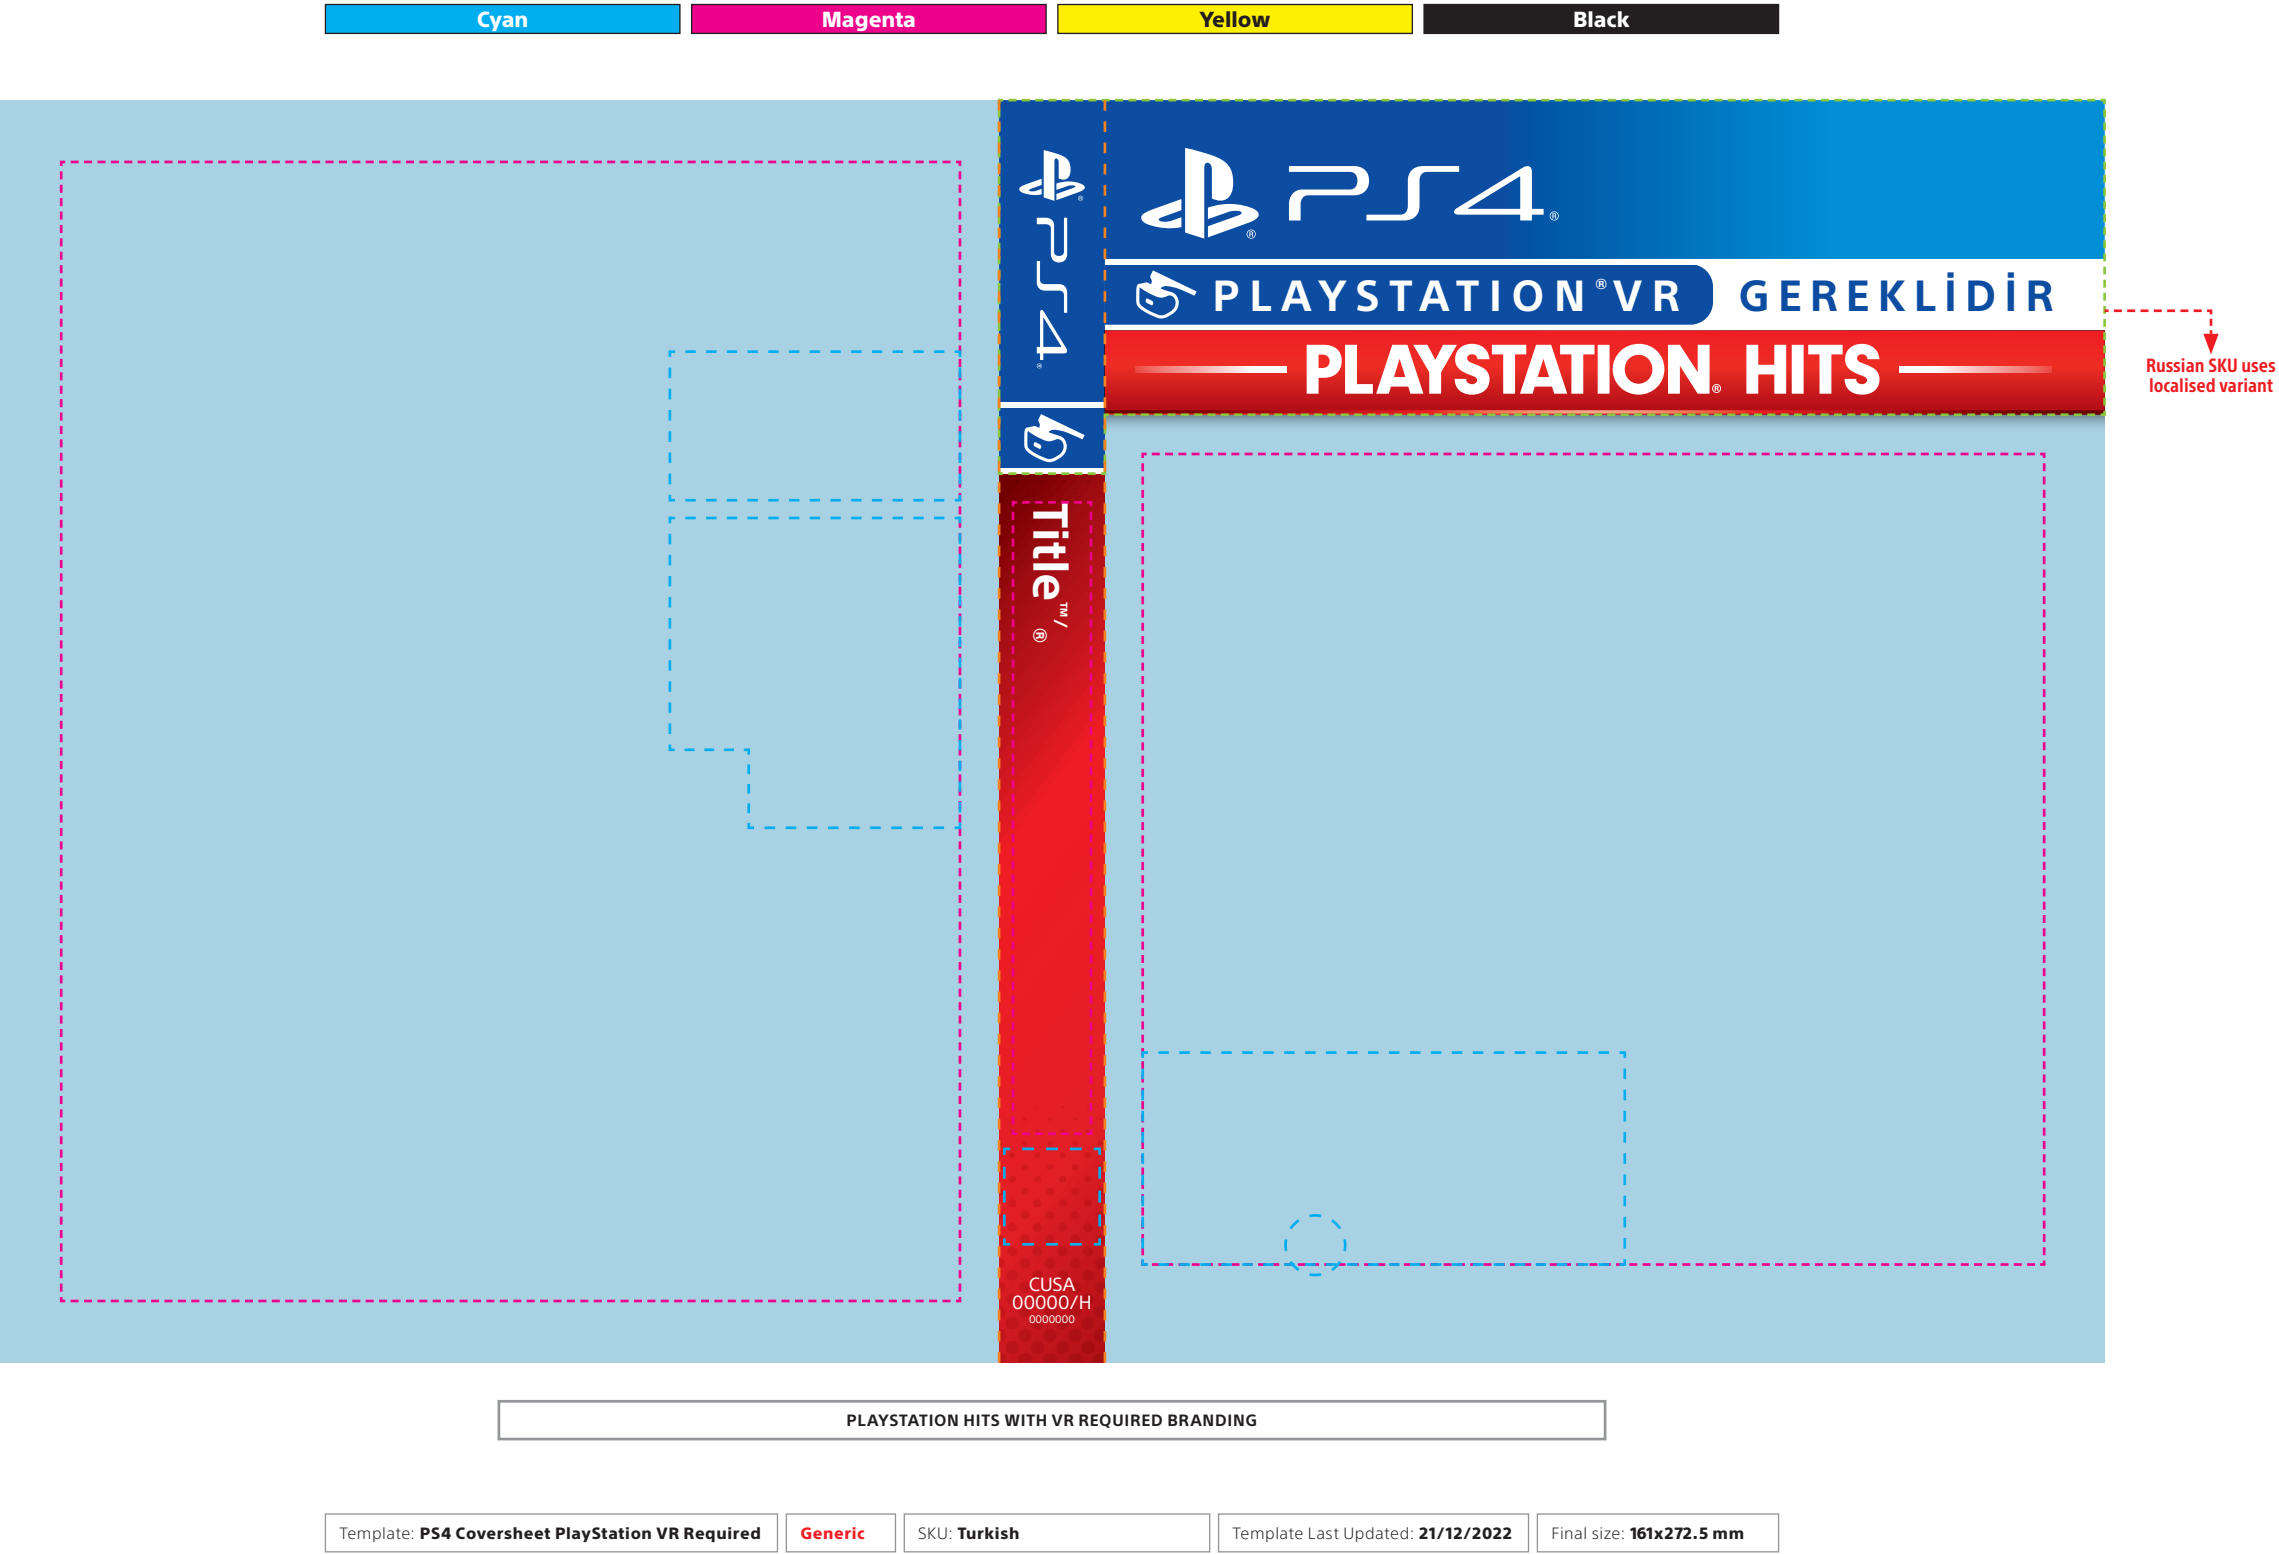 Cyan
Magenta
Yellow
Black
PS4®
PS4®
PLAYSTATION®VR GEREKLİDİR
PLAYSTATION® HITS
Russian SKU uses
localised variant
Title™/®
CUSA
00000/H
0000000
PLAYSTATION HITS WITH VR REQUIRED BRANDING
Template: PS4 Coversheet PlayStation VR Required
Generic
SKU: Turkish
Template Last Updated: 21/12/2022
Final size: 161x272.5 mm